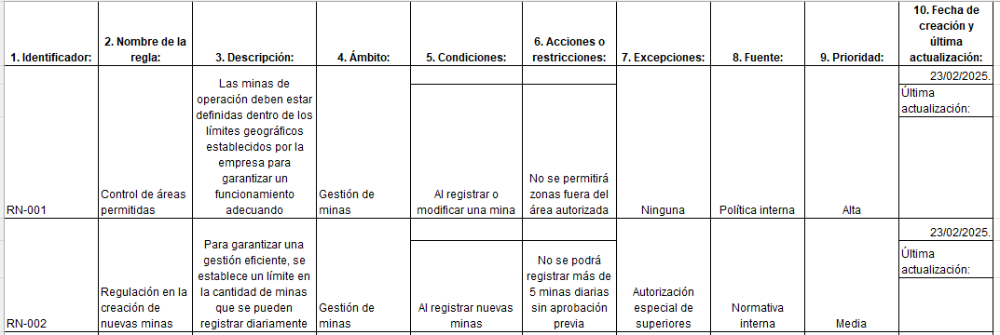 1. Identificador:
2. Nombre de la
regla:
3. Descripción:
4. Ámbito:
5. Condiciones:
6. Acciones o
restricciones:
7. Excepciones:
8. Fuente:
9. Prioridad:
10. Fecha de
creación y
última
actualización:
RN-001
Control de áreas
permitidas
Las minas de
operación deben estar
definidas dentro de los
límites geográficos
establecidos por la
empresa para
garantizar un
funcionamiento
adecuando
Gestión de
minas
Al registrar o
modificar una mina
No se permitirá
zonas fuera del
área autorizada
Ninguna
Política interna
Alta
23/02/2025.
Última
actualización:
RN-002
Regulación en la
creación de
nuevas minas
Para garantizar una
gestión eficiente, se
establece un límite en
la cantidad de minas
que se pueden
registrar diariamente
Gestión de
minas
Al registrar nuevas
minas
No se podrá
registrar más de
5 minas diarias
sin aprobación
previa
Autorización
especial de
superiores
Normativa
interna
Media
23/02/2025.
Última
actualización: